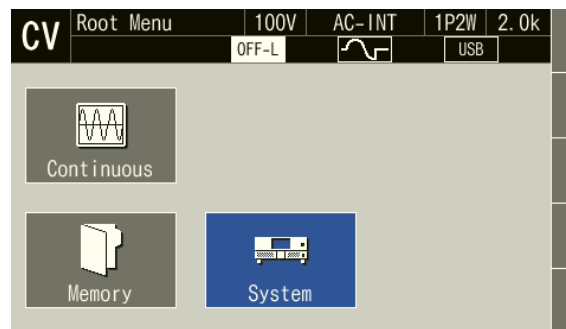 CV Root Menu 100V AC-INT 1P2W 2.0k
OFF-L USB
Continuous
Memory System